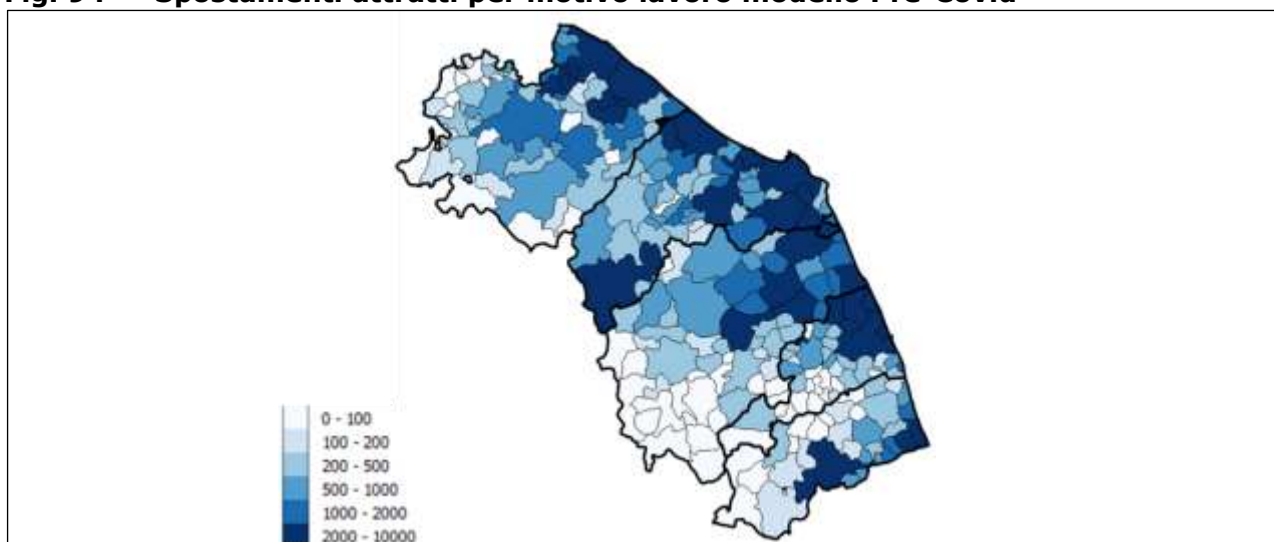 Spostamenti attratti per motivo lavoro modello Pre-Covid
0 - 100
100 - 200
200 - 500
500 - 1000
1000 - 2000
2000 - 10000